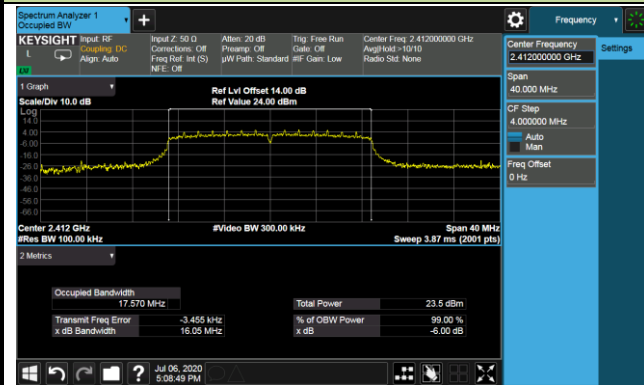 Spectrum Analyzer 1
Occupied BW
+
Frequency
KEYSIGHT
L
Input: RF
Coupling: DC
Align: Auto
Input Z: 50 Ω
Corrections: Off
Freq Ref: Int (S)
NFE: Off
Atten: 20 dB
Preamp: Off
µW Path: Standard
Trig: Free Run
Gate: Off
#IF Gain: Low
Center Freq: 2.412000000 GHz
Avg|Hold:>10/10
Radio Std: None
Center Frequency
2.412000000 GHz
Settings
Span
40.000 MHz
CF Step
4.000000 MHz
Auto
Man
Freq Offset
0 Hz
1 Graph
Scale/Div 10.0 dB
Ref Lvl Offset 14.00 dB
Ref Value 24.00 dBm
Log
14.0
4.00
-6.00
-16.0
-26.0
-36.0
-46.0
-56.0
-66.0
Center 2.412 GHz
#Res BW 100.00 kHz
#Video BW 300.00 kHz
Span 40 MHz
Sweep 3.87 ms (2001 pts)
2 Metrics
Occupied Bandwidth
17.570 MHz
Total Power 23.5 dBm
Transmit Freq Error -3.455 kHz
% of OBW Power 99.00 %
x dB Bandwidth 16.05 MHz
x dB -6.00 dB
?
Jul 06, 2020
5:08:49 PM